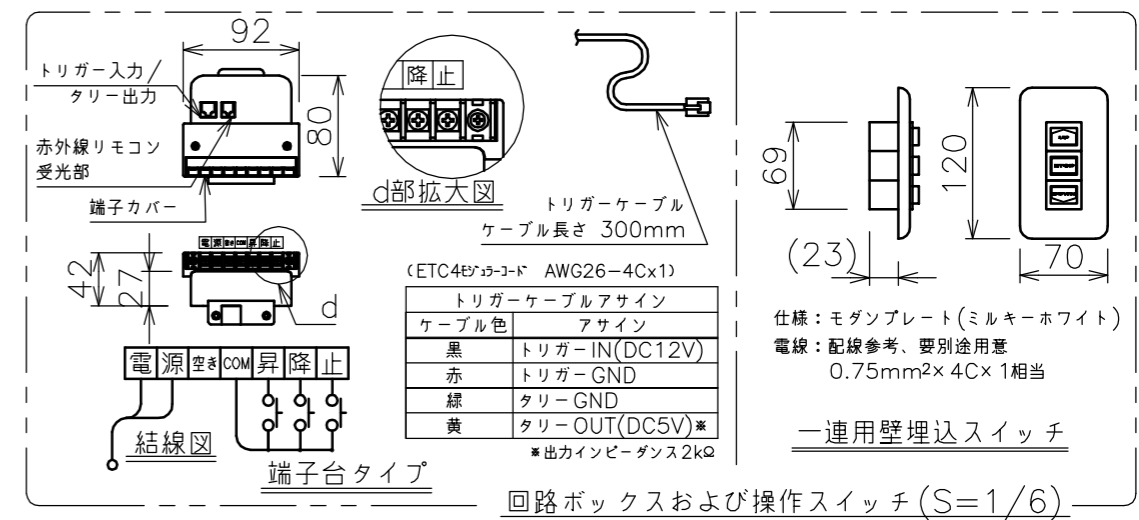 92
トリガー入力/
タリー出力
80
赤外線リモコン
受光部
端子カバー
降 止
d部拡大図
トリガーケーブル
ケーブル長さ 300mm
電 源 空き COM 昇 降 止
42
27
d
電 源 空き COM 昇 降 止
結線図
端子台タイプ
(ETC4モジュラーコード AWG26-4C×1)
トリガーケーブルアサイン
ケーブル色 アサイン
黒 トリガーIN(DC12V)
赤 トリガーGND
緑 タリーGND
黄 タリーOUT(DC5V)※
※出力インピーダンス2kΩ
69
(23)
120
70
仕様：モダンプレート(ミルキーホワイト)
電線：配線参考、要別途用意
0.75mm²×4C×1相当
一連用壁埋込スイッチ
回路ボックスおよび操作スイッチ(S=1/6)